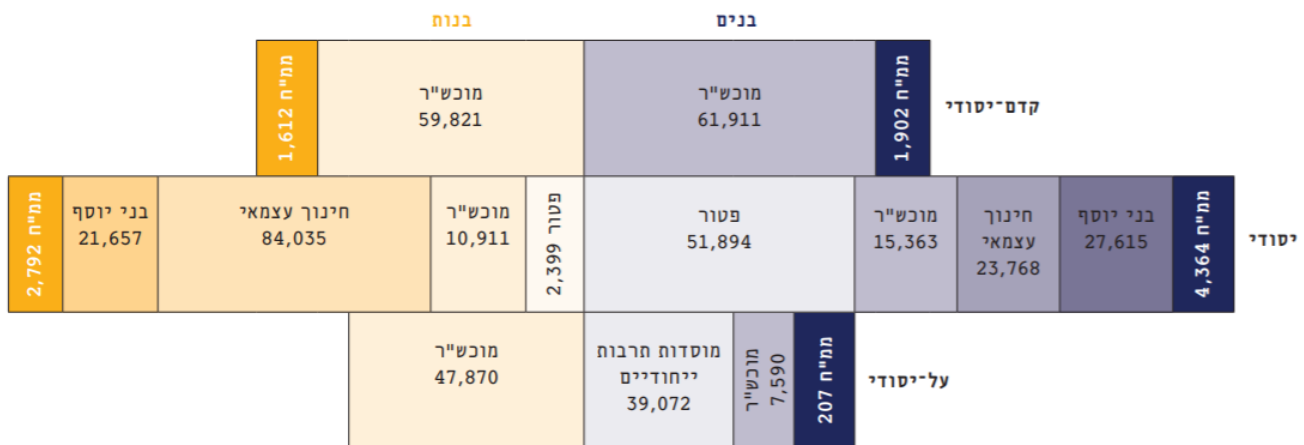 בנים
בנות
קדם־יסודי
ממ"ח 1,902
מוכש"ר
61,911
מוכש"ר
59,821
ממ"ח 1,612
יסודי
ממ"ח 4,364
בני יוסף
27,615
חינוך
עצמאי
23,768
מוכש"ר
15,363
פטור
51,894
פטור 2,399
מוכש"ר
10,911
חינוך עצמאי
84,035
בני יוסף
21,657
ממ"ח 2,792
על־יסודי
ממ"ח 207
מוכש"ר
7,590
מוסדות תרבות
ייחודיים
39,072
מוכש"ר
47,870